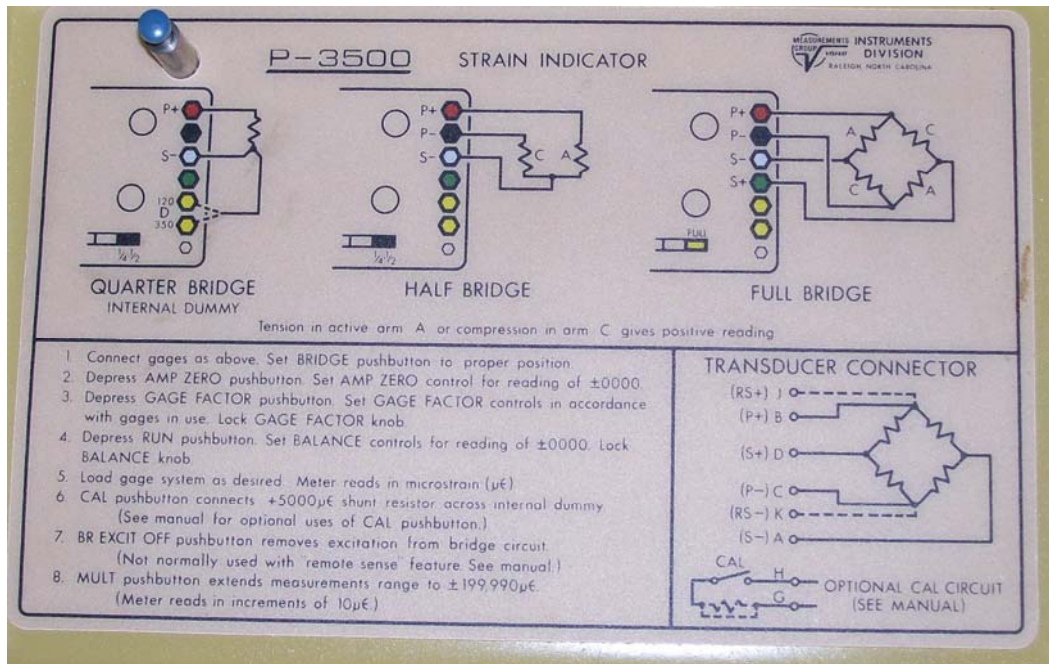 P-3500 STRAIN INDICATOR
MEASUREMENTS GROUP
INSTRUMENTS
DIVISION
RALEIGH, NORTH CAROLINA
P+
S-
120
D
350
¼-½
QUARTER BRIDGE
INTERNAL DUMMY
P+
P-
S-
C A
¼-½
HALF BRIDGE
P+
P-
S-
S+
A C
C A
FULL
FULL BRIDGE
Tension in active arm A or compression in arm C gives positive reading
1. Connect gages as above. Set BRIDGE pushbutton to proper position
2. Depress AMP ZERO pushbutton. Set AMP ZERO control for reading of ±0000.
3. Depress GAGE FACTOR pushbutton. Set GAGE FACTOR controls in accordance
with gages in use. Lock GAGE FACTOR knob.
4. Depress RUN pushbutton. Set BALANCE controls for reading of ±0000. Lock
BALANCE knob.
5. Load gage system as desired. Meter reads in microstrain (µ€)
6. CAL pushbutton connects +5000µ€ shunt resistor across internal dummy
(See manual for optional uses of CAL pushbutton.)
7. BR EXCIT OFF pushbutton removes excitation from bridge circuit.
(Not normally used with "remote sense" feature. See manual.)
8. MULT pushbutton extends measurements range to ±199,990µ€.
(Meter reads in increments of 10µ€.)
TRANSDUCER CONNECTOR
(RS+) J
(P+) B
(S+) D
(P-) C
(RS-) K
(S-) A
CAL
H
G
OPTIONAL CAL CIRCUIT
(SEE MANUAL)